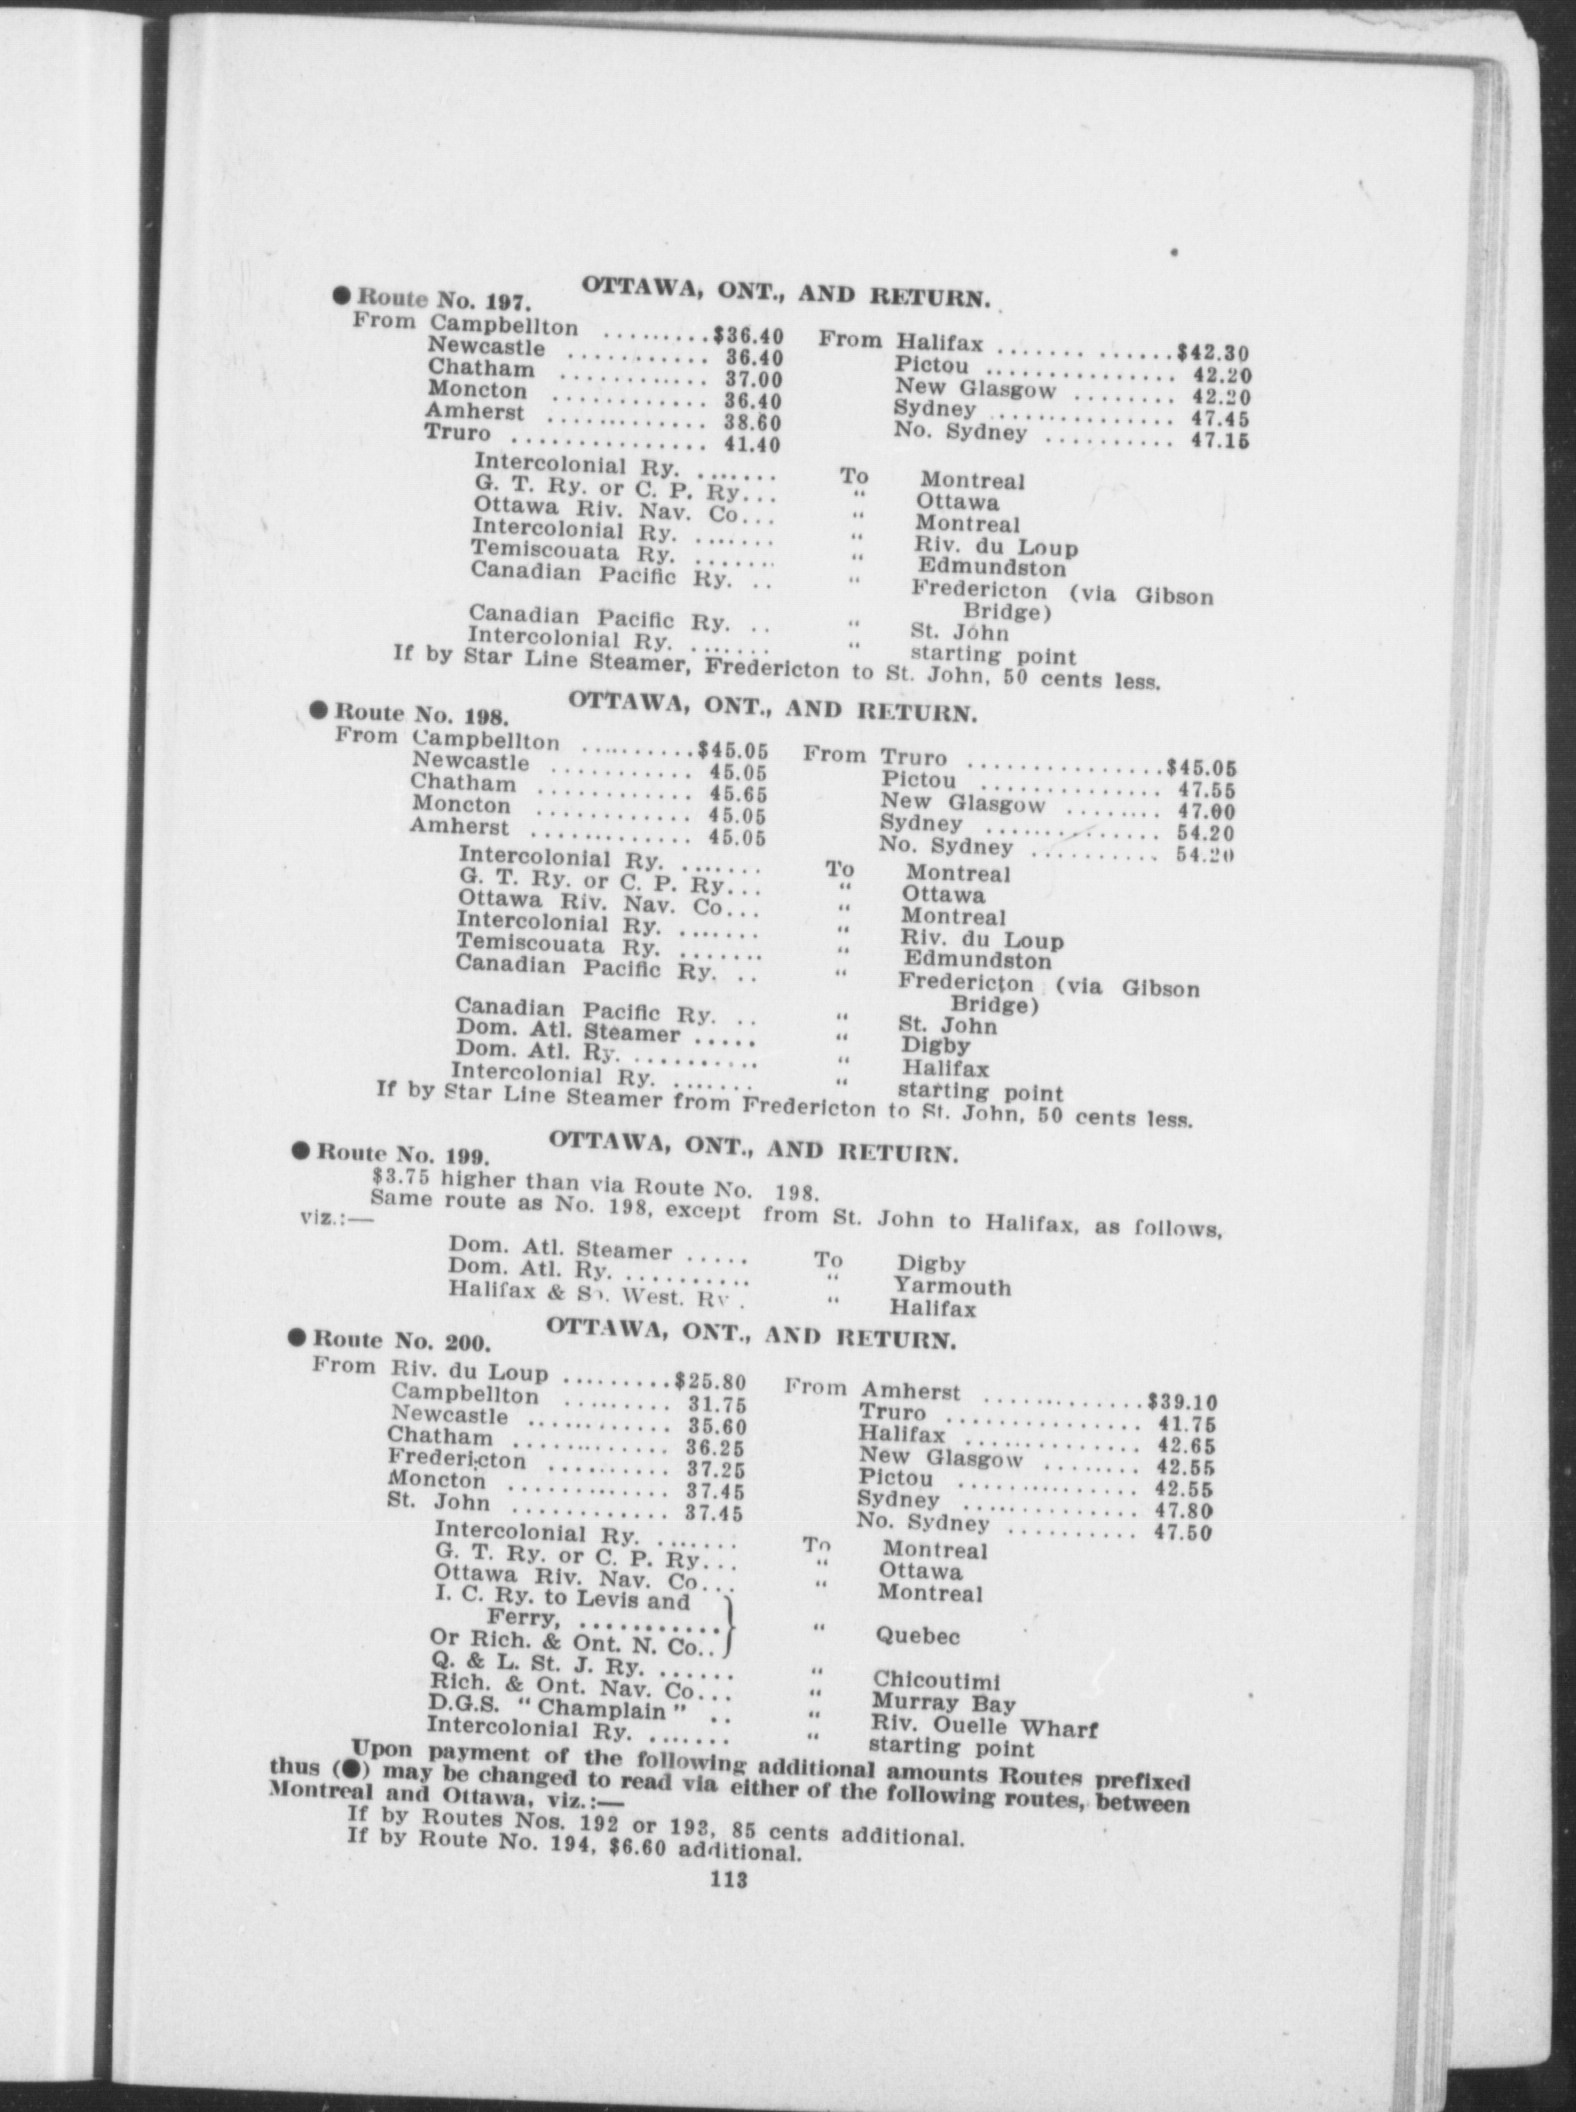 OTTAWA, ONT., AND RETURN.
● Route No. 197.
From Campbellton .........$36.40 From Halifax ....... ......$42.30
Newcastle ........... 36.40 Pictou ............... 42.20
Chatham ............ 37.00 New Glasgow ........ 42.20
Moncton ............ 36.40 Sydney ............... 47.45
Amherst ............. 38.60 No. Sydney .......... 47.15
Truro ............... 41.40
Intercolonial Ry. ....... To Montreal
G. T. Ry. or C. P. Ry... “ Ottawa
Ottawa Riv. Nav. Co... “ Montreal
Intercolonial Ry. ....... “ Riv. du Loup
Temiscouata Ry. ....... “ Edmundston
Canadian Pacific Ry. .. “ Fredericton (via Gibson
Bridge)
Canadian Pacific Ry. .. “ St. John
Intercolonial Ry. ....... “ starting point
If by Star Line Steamer, Fredericton to St. John, 50 cents less.
OTTAWA, ONT., AND RETURN.
● Route No. 198.
From Campbellton ..........$45.05 From Truro ...............$45.05
Newcastle ........... 45.05 Pictou .............. 47.55
Chatham ............ 45.65 New Glasgow ........ 47.00
Moncton ............ 45.05 Sydney .............. 54.20
Amherst ............. 45.05 No. Sydney .......... 54.20
Intercolonial Ry. ....... To Montreal
G. T. Ry. or C. P. Ry... “ Ottawa
Ottawa Riv. Nav. Co... “ Montreal
Intercolonial Ry. ....... “ Riv. du Loup
Temiscouata Ry. ....... “ Edmundston
Canadian Pacific Ry. .. “ Fredericton (via Gibson
Bridge)
Canadian Pacific Ry. .. “ St. John
Dom. Atl. Steamer ..... “ Digby
Dom. Atl. Ry. .......... “ Halifax
Intercolonial Ry. ....... “ starting point
If by Star Line Steamer from Fredericton to St. John, 50 cents less.
OTTAWA, ONT., AND RETURN.
● Route No. 199.
$3.75 higher than via Route No. 198.
Same route as No. 198, except from St. John to Halifax, as follows,
viz.:—
Dom. Atl. Steamer ..... To Digby
Dom. Atl. Ry. .......... “ Yarmouth
Halifax & So. West. Ry . “ Halifax
OTTAWA, ONT., AND RETURN.
● Route No. 200.
From Riv. du Loup .........$25.80 From Amherst .............$39.10
Campbellton ......... 31.75 Truro ............... 41.75
Newcastle ............ 35.60 Halifax .............. 42.65
Chatham ............. 36.25 New Glasgow ........ 42.55
Fredericton .......... 37.25 Pictou ............... 42.55
Moncton ............. 37.45 Sydney ............... 47.80
St. John ............ 37.45 No. Sydney .......... 47.50
Intercolonial Ry. ....... To Montreal
G. T. Ry. or C. P. Ry... “ Ottawa
Ottawa Riv. Nav. Co... “ Montreal
I. C. Ry. to Levis and
Ferry, ...........} “ Quebec
Or Rich. & Ont. N. Co..
Q. & L. St. J. Ry. ...... “ Chicoutimi
Rich. & Ont. Nav. Co... “ Murray Bay
D.G.S. “Champlain” .. “ Riv. Ouelle Wharf
Intercolonial Ry. ....... “ starting point
Upon payment of the following additional amounts Routes prefixed
thus (●) may be changed to read via either of the following routes, between
Montreal and Ottawa, viz.:—
If by Routes Nos. 192 or 193, 85 cents additional.
If by Route No. 194, $6.60 additional.
113